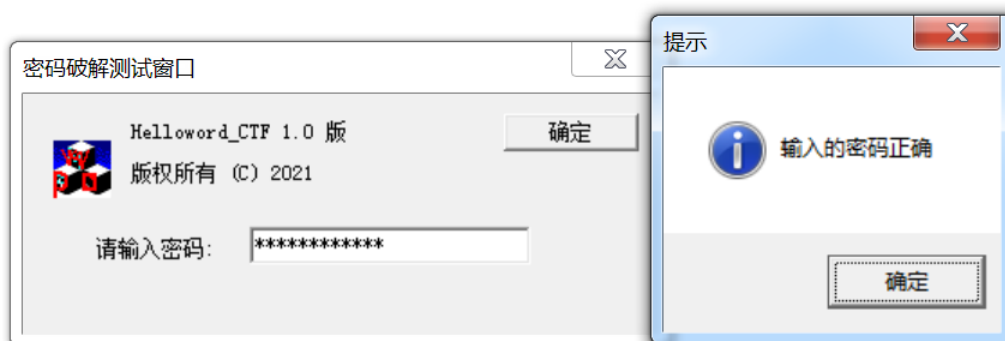 密码破解测试窗口
Helloword_CTF 1.0 版
确定
版权所有 (C) 2021
请输入密码:
************
提示
输入的密码正确
确定